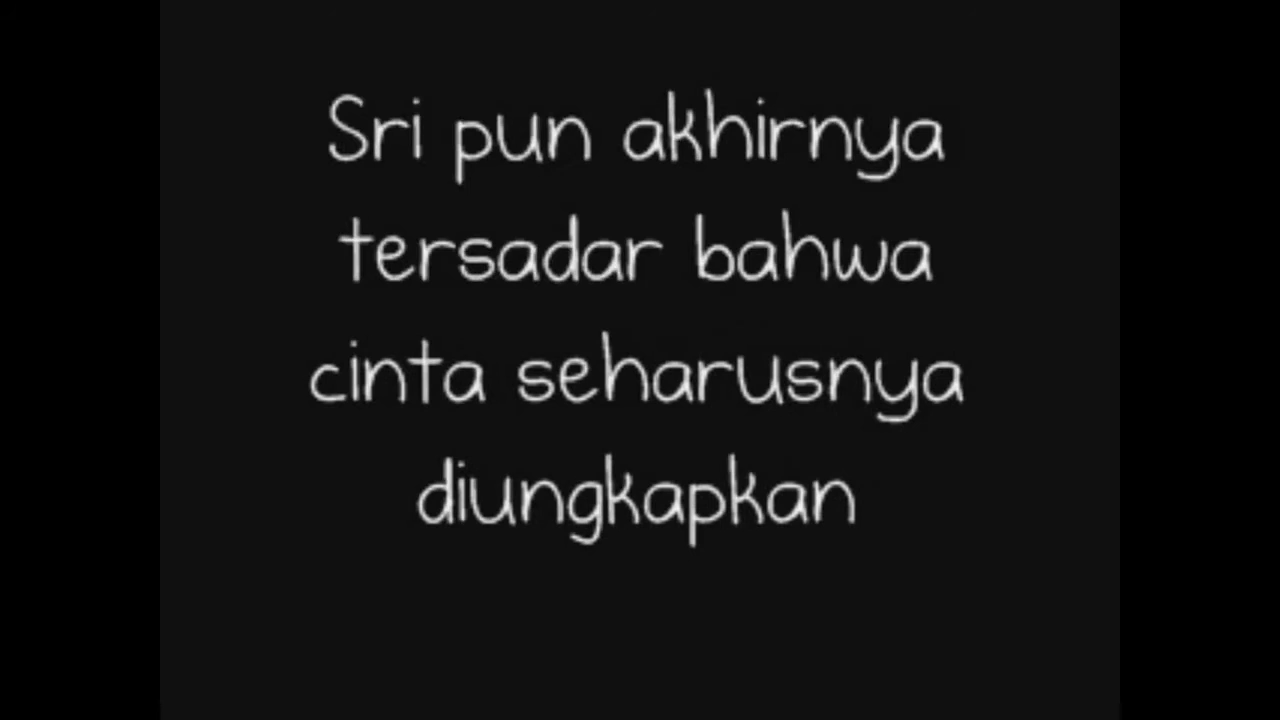 Sri pun akhirnya
tersadar bahwa
cinta seharusnya
diungkapkan